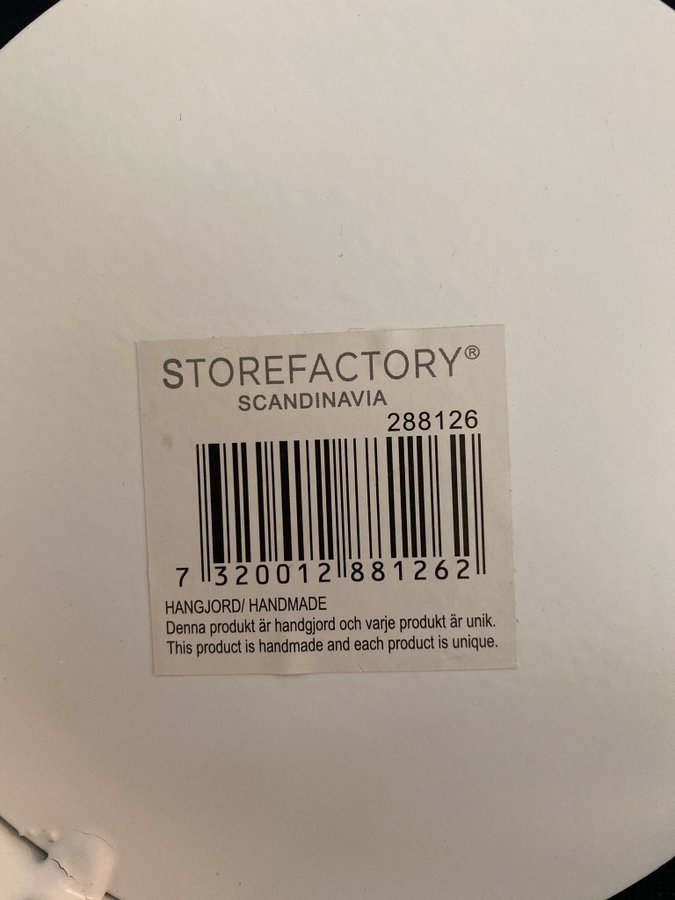 STOREFACTORY®
SCANDINAVIA
288126
7 320012 881262
HANGJORD/ HANDMADE
Denna produkt är handgjord och varje produkt är unik.
This product is handmade and each product is unique.